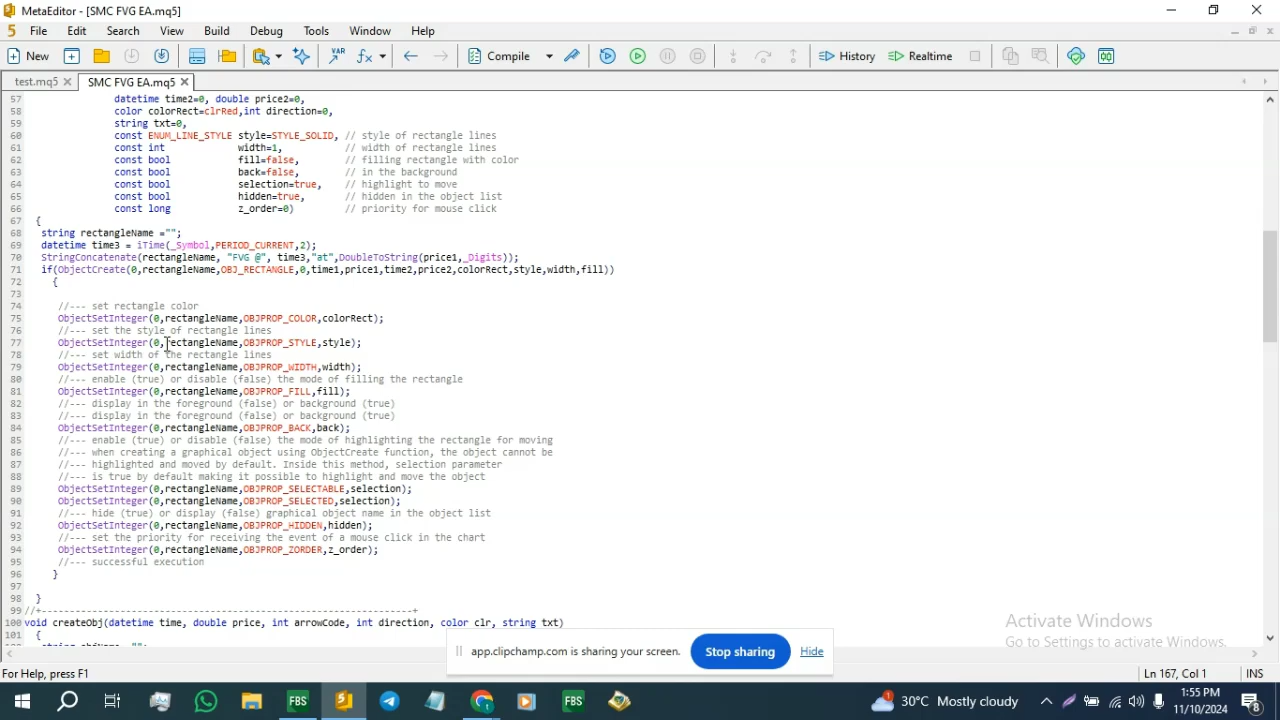 MetaEditor - [SMC FVG EA.mq5]
5 File Edit Search View Build Debug Tools Window Help
New Compile History Realtime
test.mq5 SMC FVG EA.mq5
57 datetime time2=0, double price2=0,
58 color colorRect=clrRed,int direction=0,
59 string txt=0,
60 const ENUM_LINE_STYLE style=STYLE_SOLID, // style of rectangle lines
61 const int width=1, // width of rectangle lines
62 const bool fill=false, // filling rectangle with color
63 const bool back=false, // in the background
64 const bool selection=true, // highlight to move
65 const bool hidden=true, // hidden in the object list
66 const long z_order=0) // priority for mouse click
67 {
68 string rectangleName ="";
69 datetime time3 = iTime(_Symbol,PERIOD_CURRENT,2);
70 StringConcatenate(rectangleName, "FVG @", time3,"at",DoubleToString(price1,_Digits));
71 if(ObjectCreate(0,rectangleName,OBJ_RECTANGLE,0,time1,price1,time2,price2,colorRect,style,width,fill))
72 {
73
74 //--- set rectangle color
75 ObjectSetInteger(0,rectangleName,OBJPROP_COLOR,colorRect);
76 //--- set the style of rectangle lines
77 ObjectSetInteger(0,rectangleName,OBJPROP_STYLE,style);
78 //--- set width of the rectangle lines
79 ObjectSetInteger(0,rectangleName,OBJPROP_WIDTH,width);
80 //--- enable (true) or disable (false) the mode of filling the rectangle
81 ObjectSetInteger(0,rectangleName,OBJPROP_FILL,fill);
82 //--- display in the foreground (false) or background (true)
83 //--- display in the foreground (false) or background (true)
84 ObjectSetInteger(0,rectangleName,OBJPROP_BACK,back);
85 //--- enable (true) or disable (false) the mode of highlighting the rectangle for moving
86 //--- when creating a graphical object using ObjectCreate function, the object cannot be
87 //--- highlighted and moved by default. Inside this method, selection parameter
88 //--- is true by default making it possible to highlight and move the object
89 ObjectSetInteger(0,rectangleName,OBJPROP_SELECTABLE,selection);
90 ObjectSetInteger(0,rectangleName,OBJPROP_SELECTED,selection);
91 //--- hide (true) or display (false) graphical object name in the object list
92 ObjectSetInteger(0,rectangleName,OBJPROP_HIDDEN,hidden);
93 //--- set the priority for receiving the event of a mouse click in the chart
94 ObjectSetInteger(0,rectangleName,OBJPROP_ZORDER,z_order);
95 //--- successful execution
96 }
97
98 }
99 //+------------------------------------------------------------------+
100 void createObj(datetime time, double price, int arrowCode, int direction, color clr, string txt)
101 {
Activate Windows
Go to Settings to activate Windows.
app.clipchamp.com is sharing your screen. Stop sharing Hide
For Help, press F1 Ln 167, Col 1 INS
FBS FBS 30°C Mostly cloudy 1:55 PM
11/10/2024 8